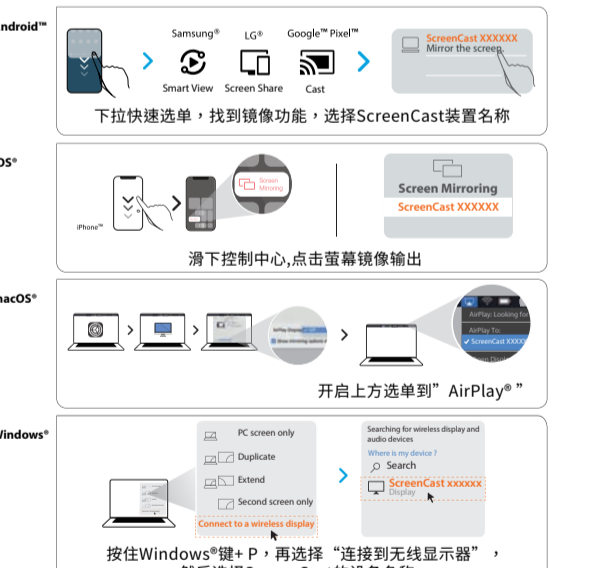 Android™
Samsung®
LG®
Google™ Pixel™
Smart View
Screen Share
Cast
ScreenCast XXXXXX
Mirror the screen
下拉快速选单，找到镜像功能，选择ScreenCast装置名称
OS®
iPhone™
Screen
Mirroring
Screen Mirroring
ScreenCast XXXXXX
滑下控制中心,点击萤幕镜像输出
macOS®
AirPlay: Looking for
AirPlay To:
✓ ScreenCast XXXX
开启上方选单到” AirPlay® ”
Windows®
PC screen only
Duplicate
Extend
Second screen only
Connect to a wireless display
Searching for wireless display and
audio devices
Where is my device ?
Search
ScreenCast xxxxxx
Display
按住Windows®键+ P，再选择“连接到无线显示器”，